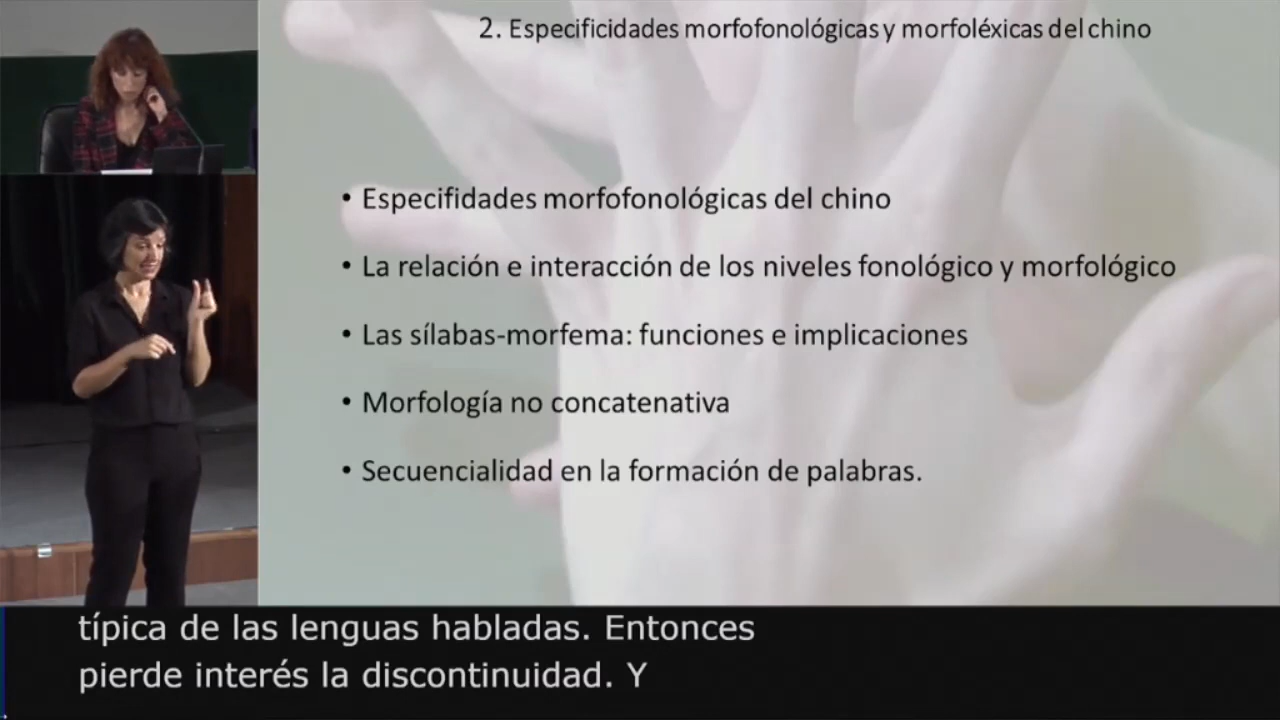 2. Especificidades morfofonológicas y morfoléxicas del chino
• Especifidades morfofonológicas del chino
• La relación e interacción de los niveles fonológico y morfológico
• Las sílabas-morfema: funciones e implicaciones
• Morfología no concatenativa
• Secuencialidad en la formación de palabras.
típica de las lenguas habladas. Entonces
pierde interés la discontinuidad. Y